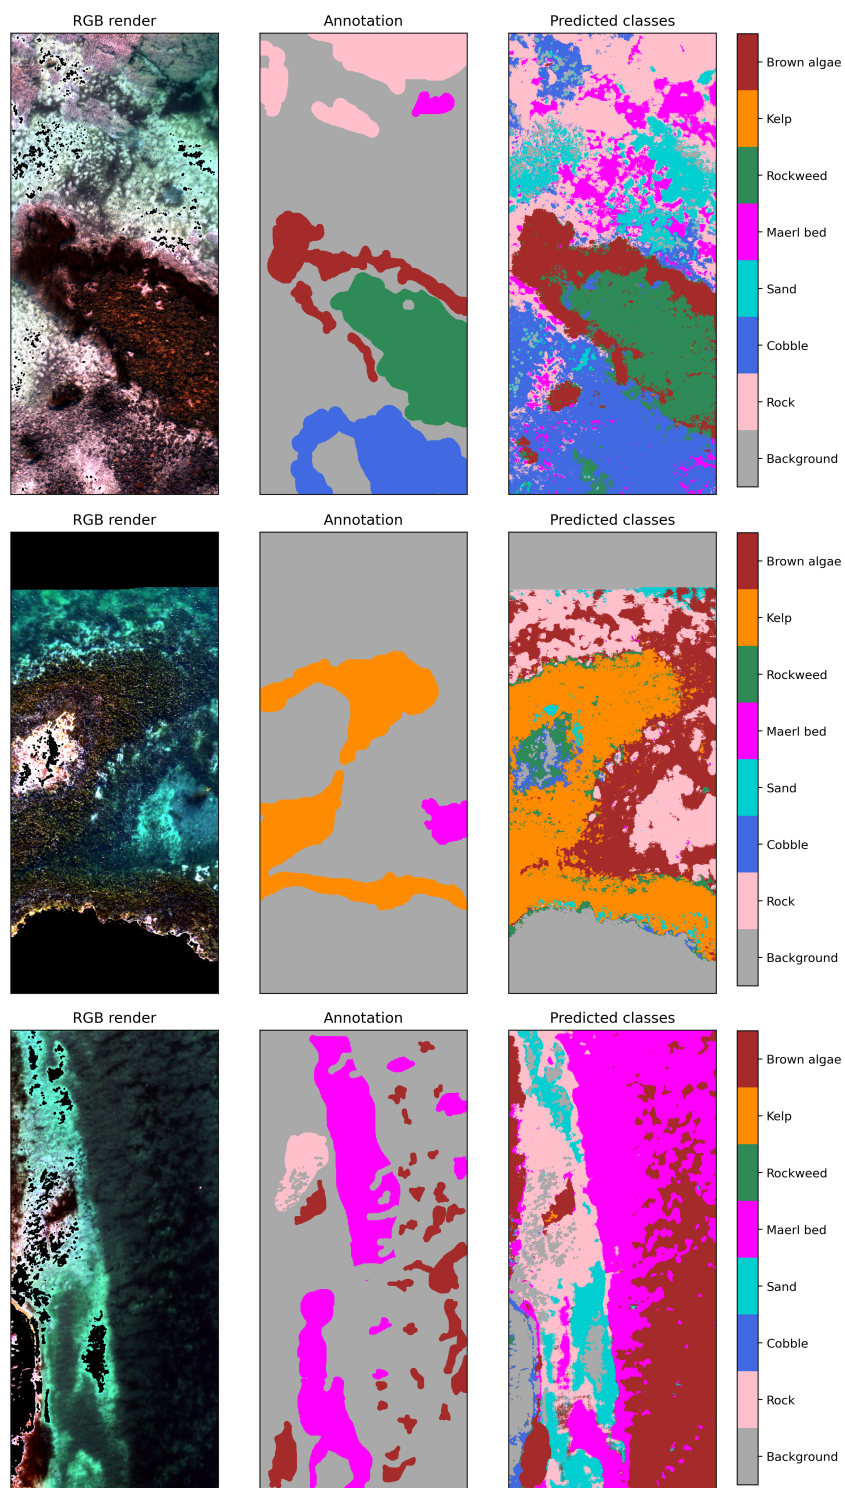 RGB render
Annotation
Predicted classes
Brown algae
Kelp
Rockweed
Maerl bed
Sand
Cobble
Rock
Background
RGB render
Annotation
Predicted classes
Brown algae
Kelp
Rockweed
Maerl bed
Sand
Cobble
Rock
Background
RGB render
Annotation
Predicted classes
Brown algae
Kelp
Rockweed
Maerl bed
Sand
Cobble
Rock
Background